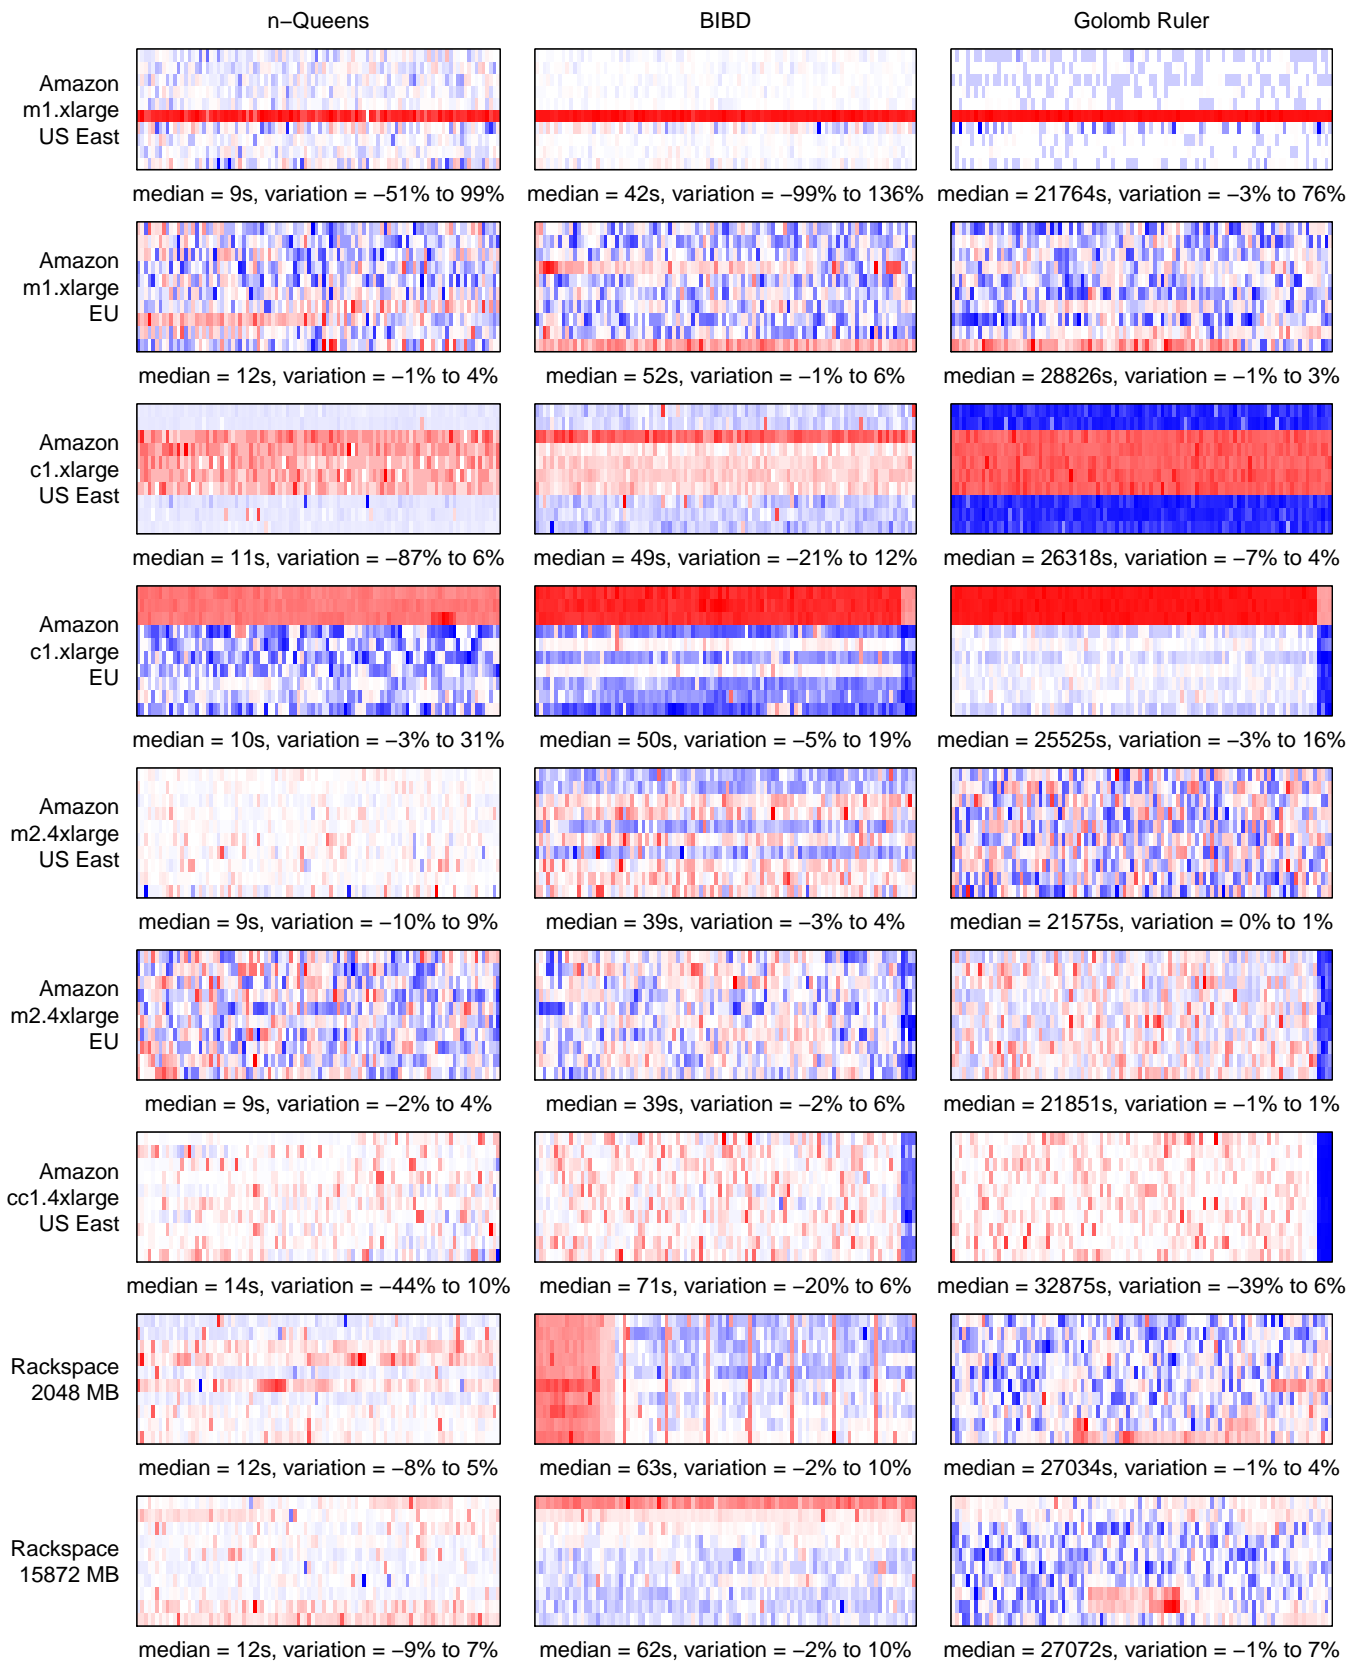 n−Queens
BIBD
Golomb Ruler
Amazon
m1.xlarge
US East
median = 9s, variation = −51% to 99%
median = 42s, variation = −99% to 136%
median = 21764s, variation = −3% to 76%
Amazon
m1.xlarge
EU
median = 12s, variation = −1% to 4%
median = 52s, variation = −1% to 6%
median = 28826s, variation = −1% to 3%
Amazon
c1.xlarge
US East
median = 11s, variation = −87% to 6%
median = 49s, variation = −21% to 12%
median = 26318s, variation = −7% to 4%
Amazon
c1.xlarge
EU
median = 10s, variation = −3% to 31%
median = 50s, variation = −5% to 19%
median = 25525s, variation = −3% to 16%
Amazon
m2.4xlarge
US East
median = 9s, variation = −10% to 9%
median = 39s, variation = −3% to 4%
median = 21575s, variation = 0% to 1%
Amazon
m2.4xlarge
EU
median = 9s, variation = −2% to 4%
median = 39s, variation = −2% to 6%
median = 21851s, variation = −1% to 1%
Amazon
cc1.4xlarge
US East
median = 14s, variation = −44% to 10%
median = 71s, variation = −20% to 6%
median = 32875s, variation = −39% to 6%
Rackspace
2048 MB
median = 12s, variation = −8% to 5%
median = 63s, variation = −2% to 10%
median = 27034s, variation = −1% to 4%
Rackspace
15872 MB
median = 12s, variation = −9% to 7%
median = 62s, variation = −2% to 10%
median = 27072s, variation = −1% to 7%